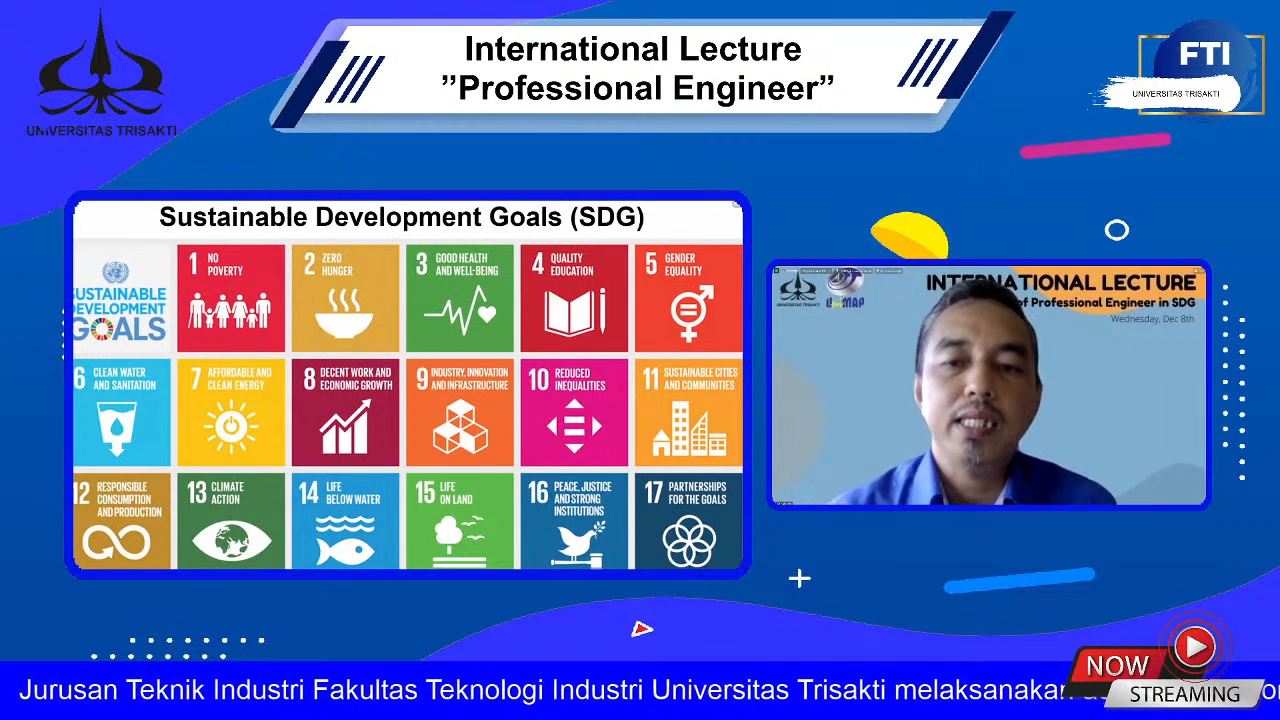 UNIVERSITAS TRISAKTI
International Lecture
”Professional Engineer”
FTI
UNIVERSITAS TRISAKTI
Sustainable Development Goals (SDG)
SUSTAINABLE
DEVELOPMENT
GOALS
1 NO
POVERTY
2 ZERO
HUNGER
3 GOOD HEALTH
AND WELL-BEING
4 QUALITY
EDUCATION
5 GENDER
EQUALITY
6 CLEAN WATER
AND SANITATION
7 AFFORDABLE AND
CLEAN ENERGY
8 DECENT WORK AND
ECONOMIC GROWTH
9 INDUSTRY, INNOVATION
AND INFRASTRUCTURE
10 REDUCED
INEQUALITIES
11 SUSTAINABLE CITIES
AND COMMUNITIES
12 RESPONSIBLE
CONSUMPTION
AND PRODUCTION
13 CLIMATE
ACTION
14 LIFE
BELOW WATER
15 LIFE
ON LAND
16 PEACE, JUSTICE
AND STRONG
INSTITUTIONS
17 PARTNERSHIPS
FOR THE GOALS
UNIVERSITAS TRISAKTI
INTERNATIONAL LECTURE
of Professional Engineer in SDG
Wednesday, Dec 8th
Jurusan Teknik Industri Fakultas Teknologi Industri Universitas Trisakti melaksanakan
NOW
STREAMING